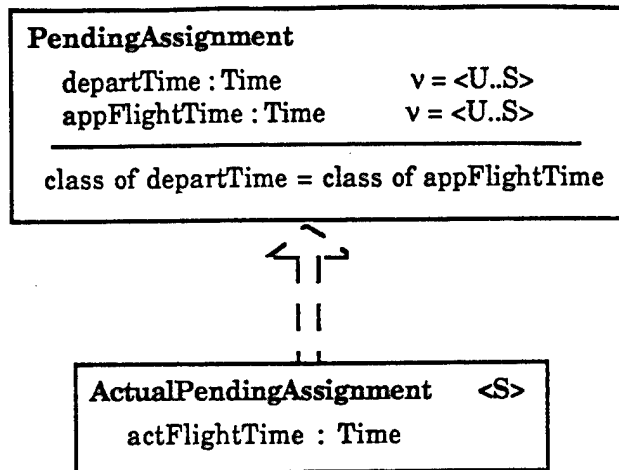 PendingAssignment
departTime : Time ν = <U..S>
appFlightTime : Time ν = <U..S>
class of departTime = class of appFlightTime
ActualPendingAssignment <S>
actFlightTime : Time